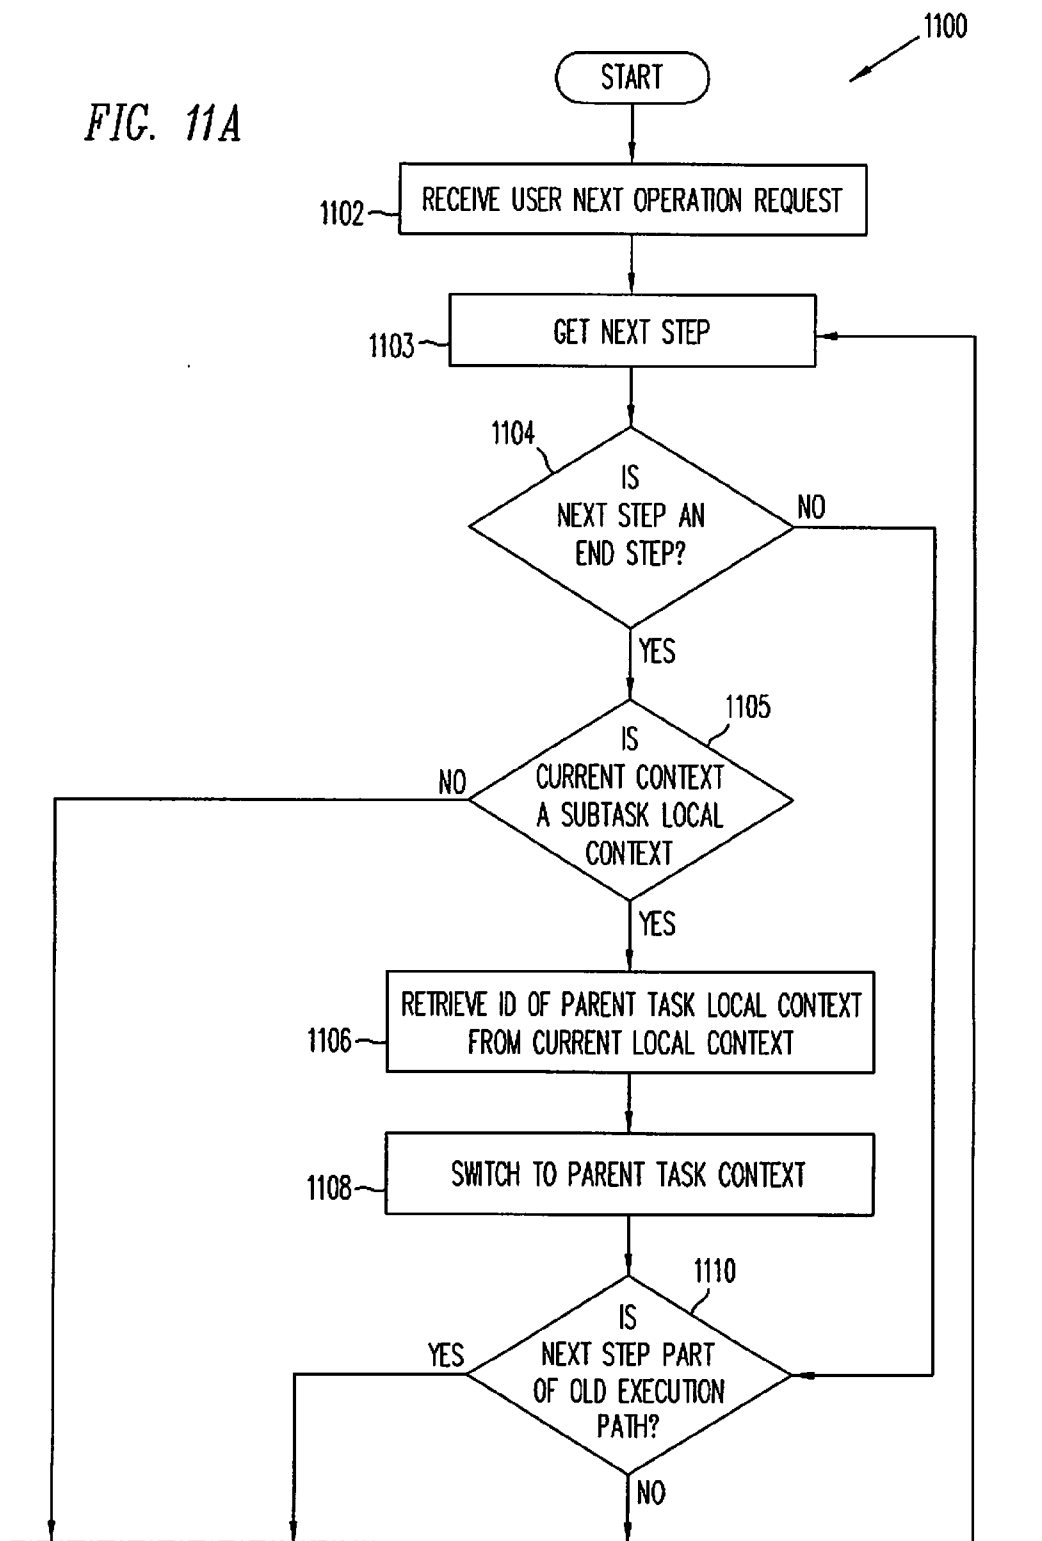 1100
START
FIG. 11A
RECEIVE USER NEXT OPERATION REQUEST
1102
GET NEXT STEP
1103
1104
IS
NEXT STEP AN
END STEP?
NO
YES
1105
IS
CURRENT CONTEXT
A SUBTASK LOCAL
CONTEXT
NO
YES
RETRIEVE ID OF PARENT TASK LOCAL CONTEXT
FROM CURRENT LOCAL CONTEXT
1106
SWITCH TO PARENT TASK CONTEXT
1108
1110
IS
NEXT STEP PART
OF OLD EXECUTION
PATH?
YES
NO